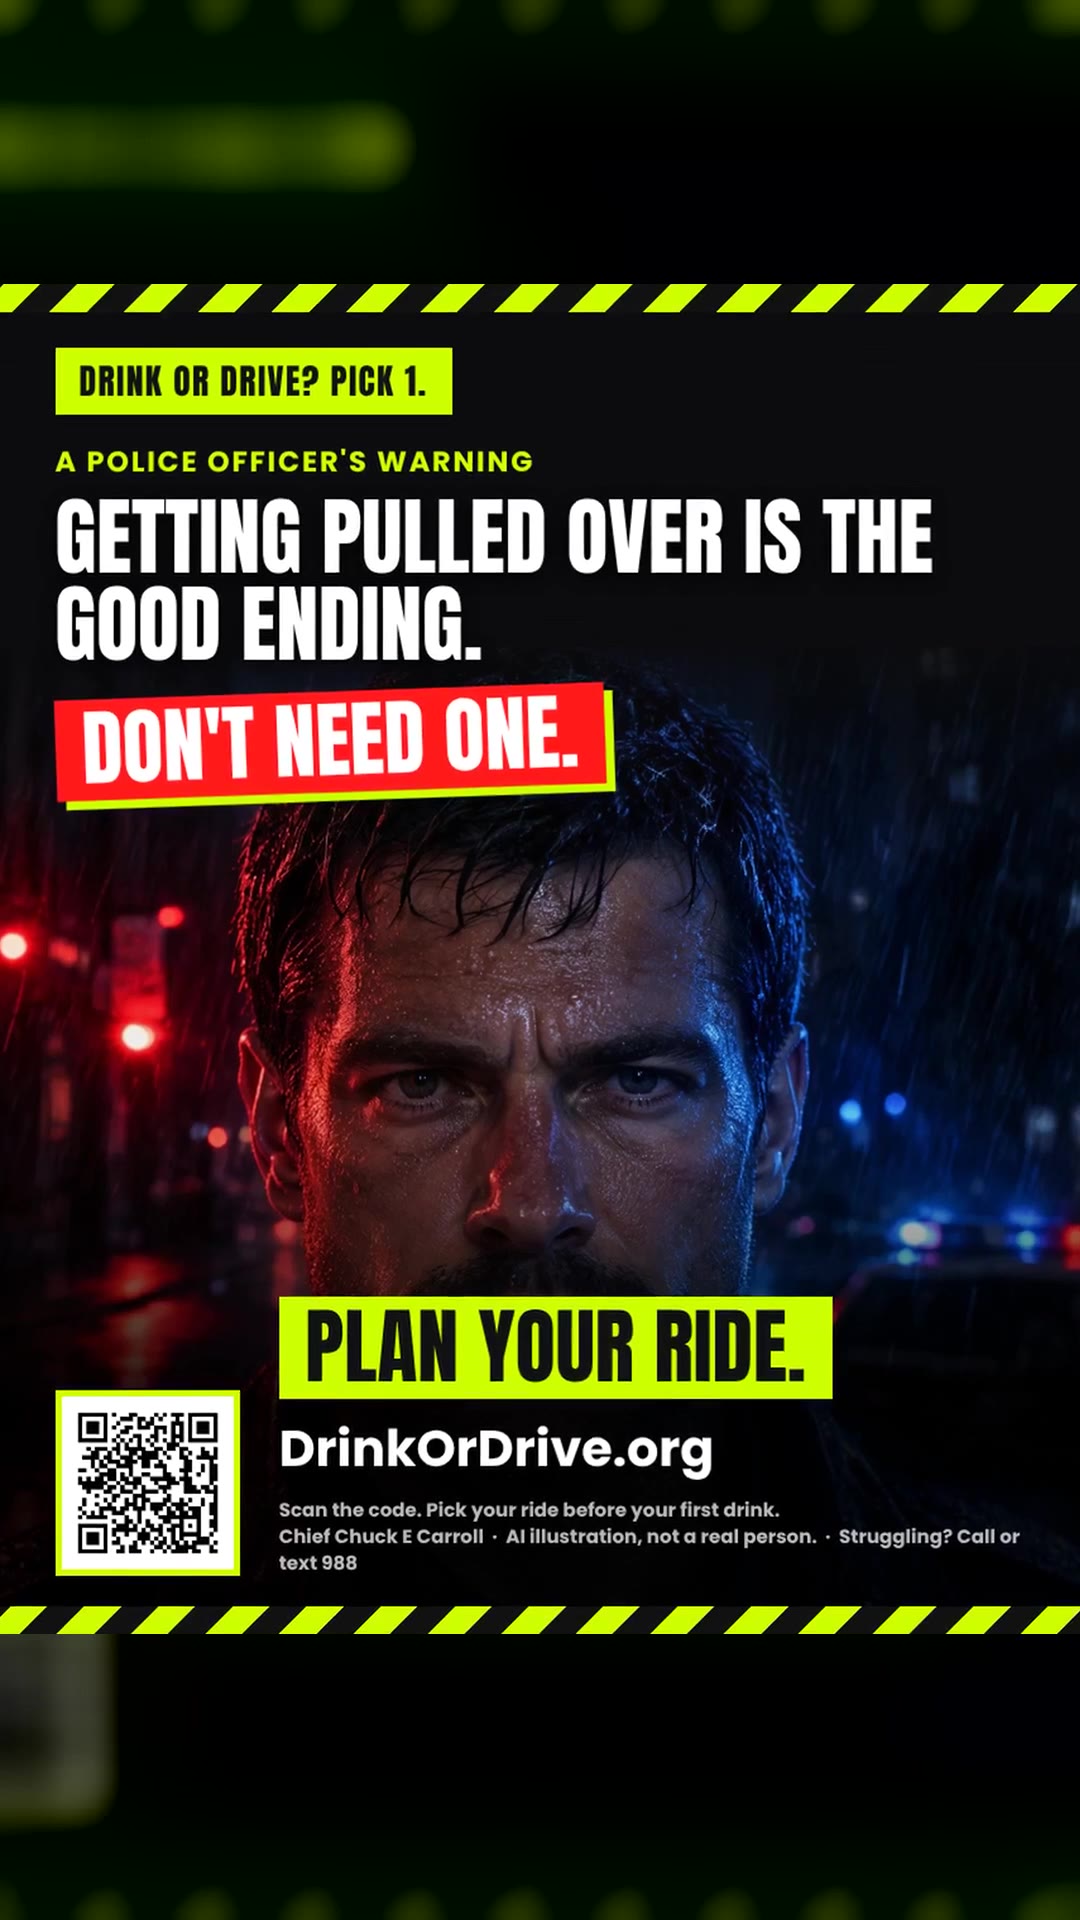 DRINK OR DRIVE? PICK 1.
A POLICE OFFICER'S WARNING
GETTING PULLED OVER IS THE
GOOD ENDING.
DON'T NEED ONE.
PLAN YOUR RIDE.
DrinkOrDrive.org
Scan the code. Pick your ride before your first drink.
Chief Chuck E Carroll · AI illustration, not a real person. · Struggling? Call or
text 988